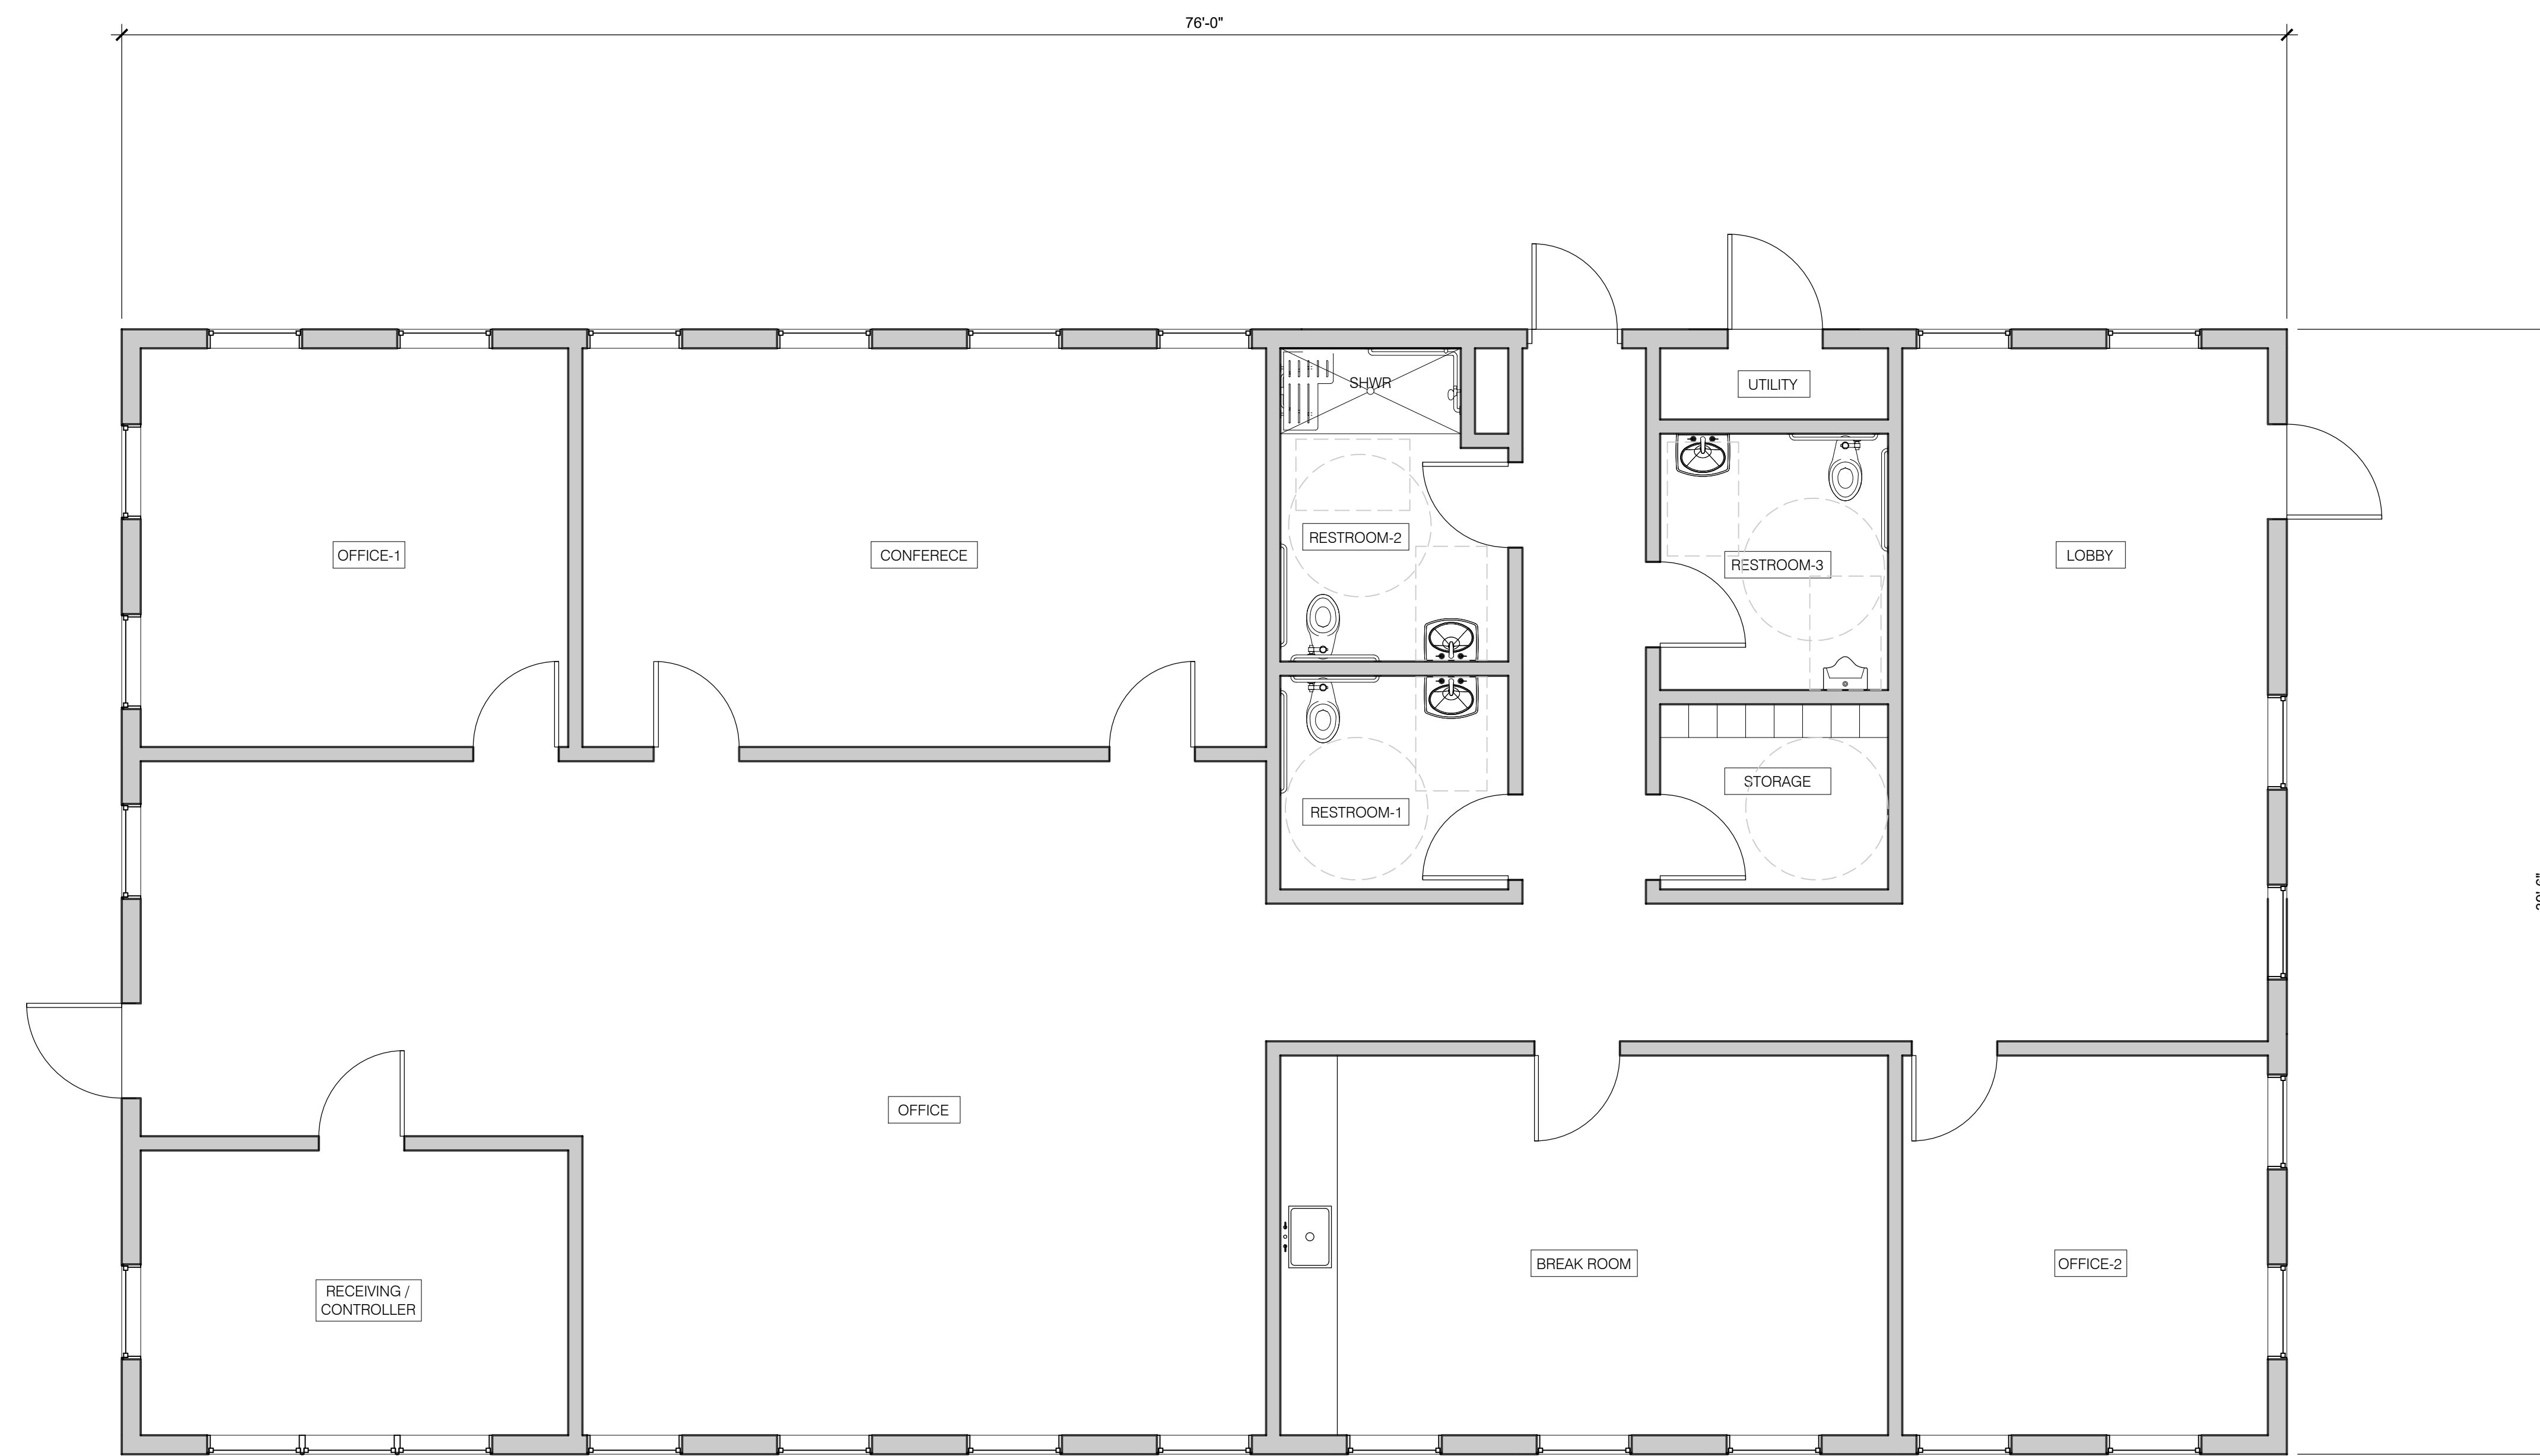 76'-0"
SHWR
UTILITY
RESTROOM-2
OFFICE-1
CONFERECE
RESTROOM-3
LOBBY
STORAGE
RESTROOM-1
OFFICE
BREAK ROOM
OFFICE-2
RECEIVING /
CONTROLLER